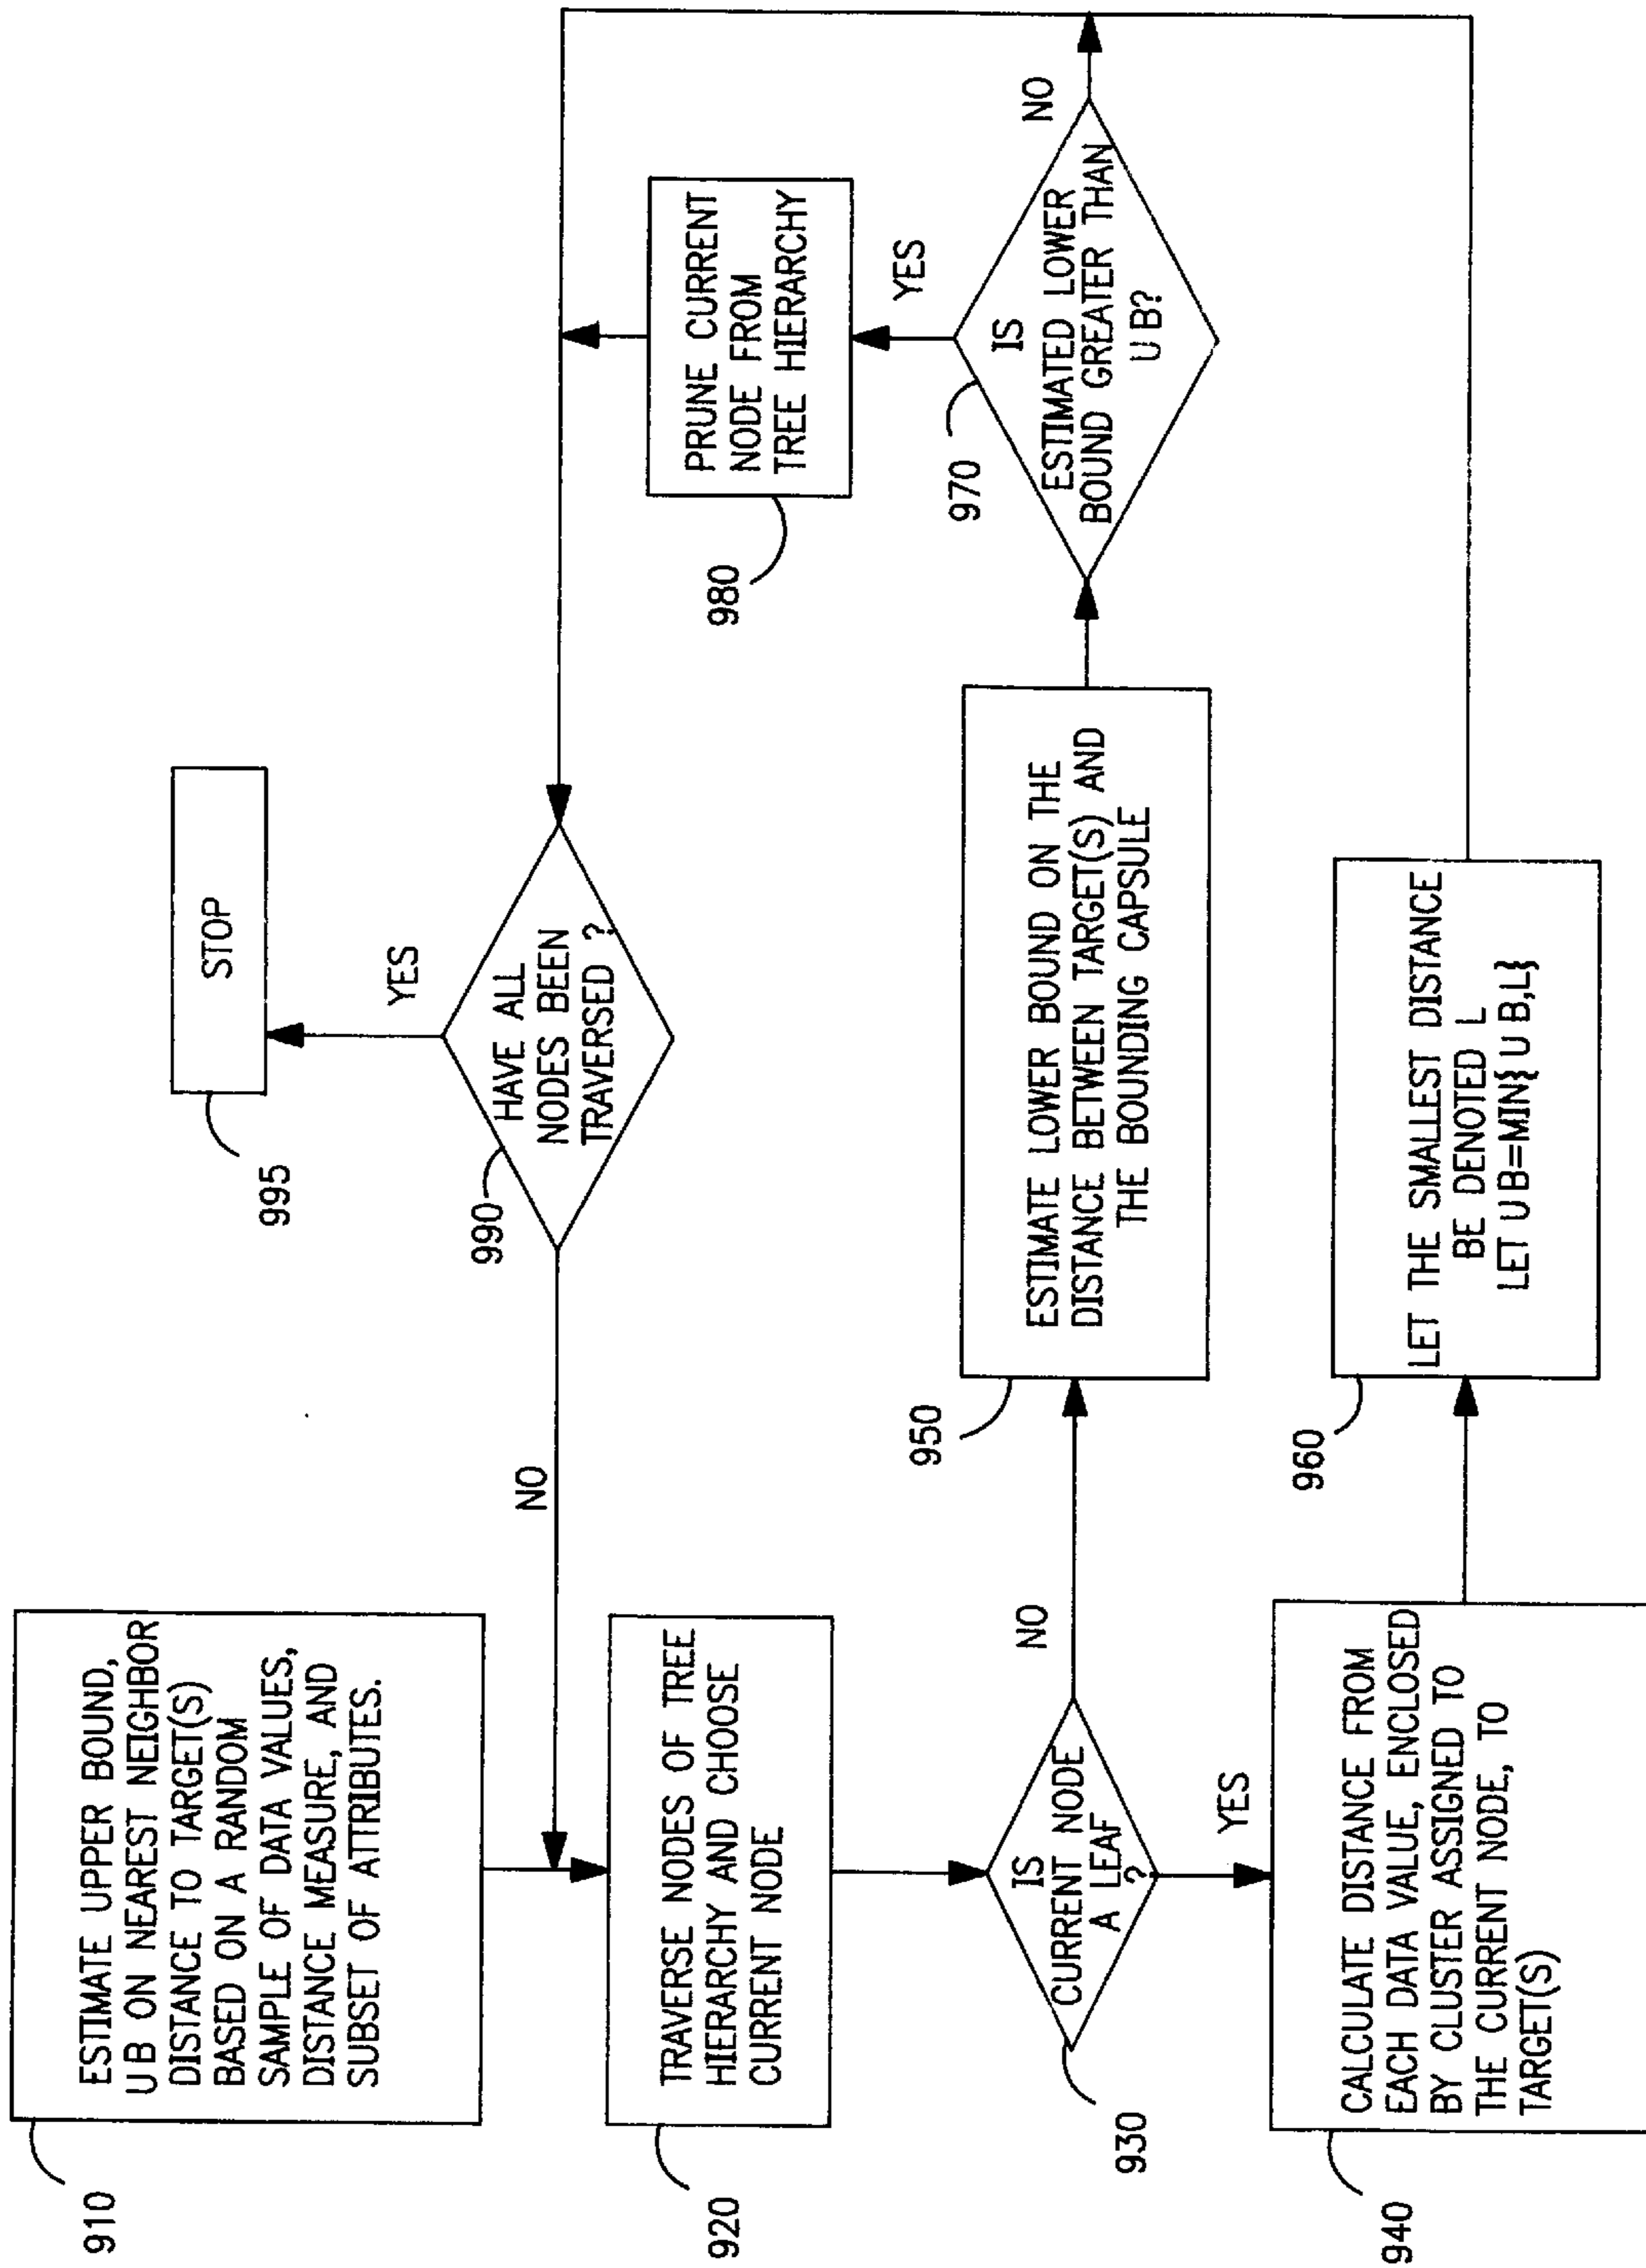 910
ESTIMATE UPPER BOUND,
U B ON NEAREST NEIGHBOR
DISTANCE TO TARGET(S)
BASED ON A RANDOM
SAMPLE OF DATA VALUES,
DISTANCE MEASURE, AND
SUBSET OF ATTRIBUTES.
920
TRAVERSE NODES OF TREE
HIERARCHY AND CHOOSE
CURRENT NODE
930
IS
CURRENT NODE
A LEAF
?
YES
NO
940
CALCULATE DISTANCE FROM
EACH DATA VALUE, ENCLOSED
BY CLUSTER ASSIGNED TO
THE CURRENT NODE, TO
TARGET(S)
950
ESTIMATE LOWER BOUND ON THE
DISTANCE BETWEEN TARGET(S) AND
THE BOUNDING CAPSULE
960
LET THE SMALLEST DISTANCE
BE DENOTED L
LET U B=MIN{ U B,L}
970
IS
ESTIMATED LOWER
BOUND GREATER THAN
U B?
YES
NO
980
PRUNE CURRENT
NODE FROM
TREE HIERARCHY
990
HAVE ALL
NODES BEEN
TRAVERSED ?
NO
YES
995
STOP